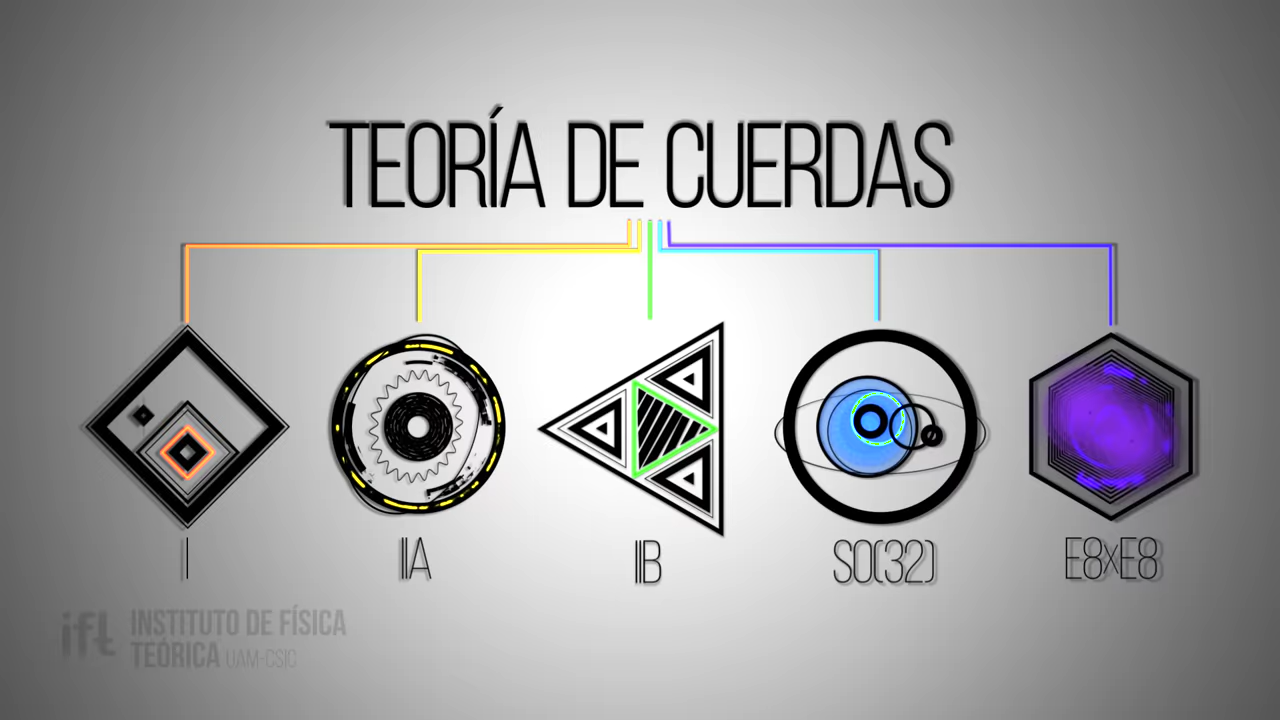 TEORÍA DE CUERDAS
I
IIA
IIB
SO(32)
E8xE8
ift INSTITUTO DE FÍSICA
TEÓRICA UAM-CSIC